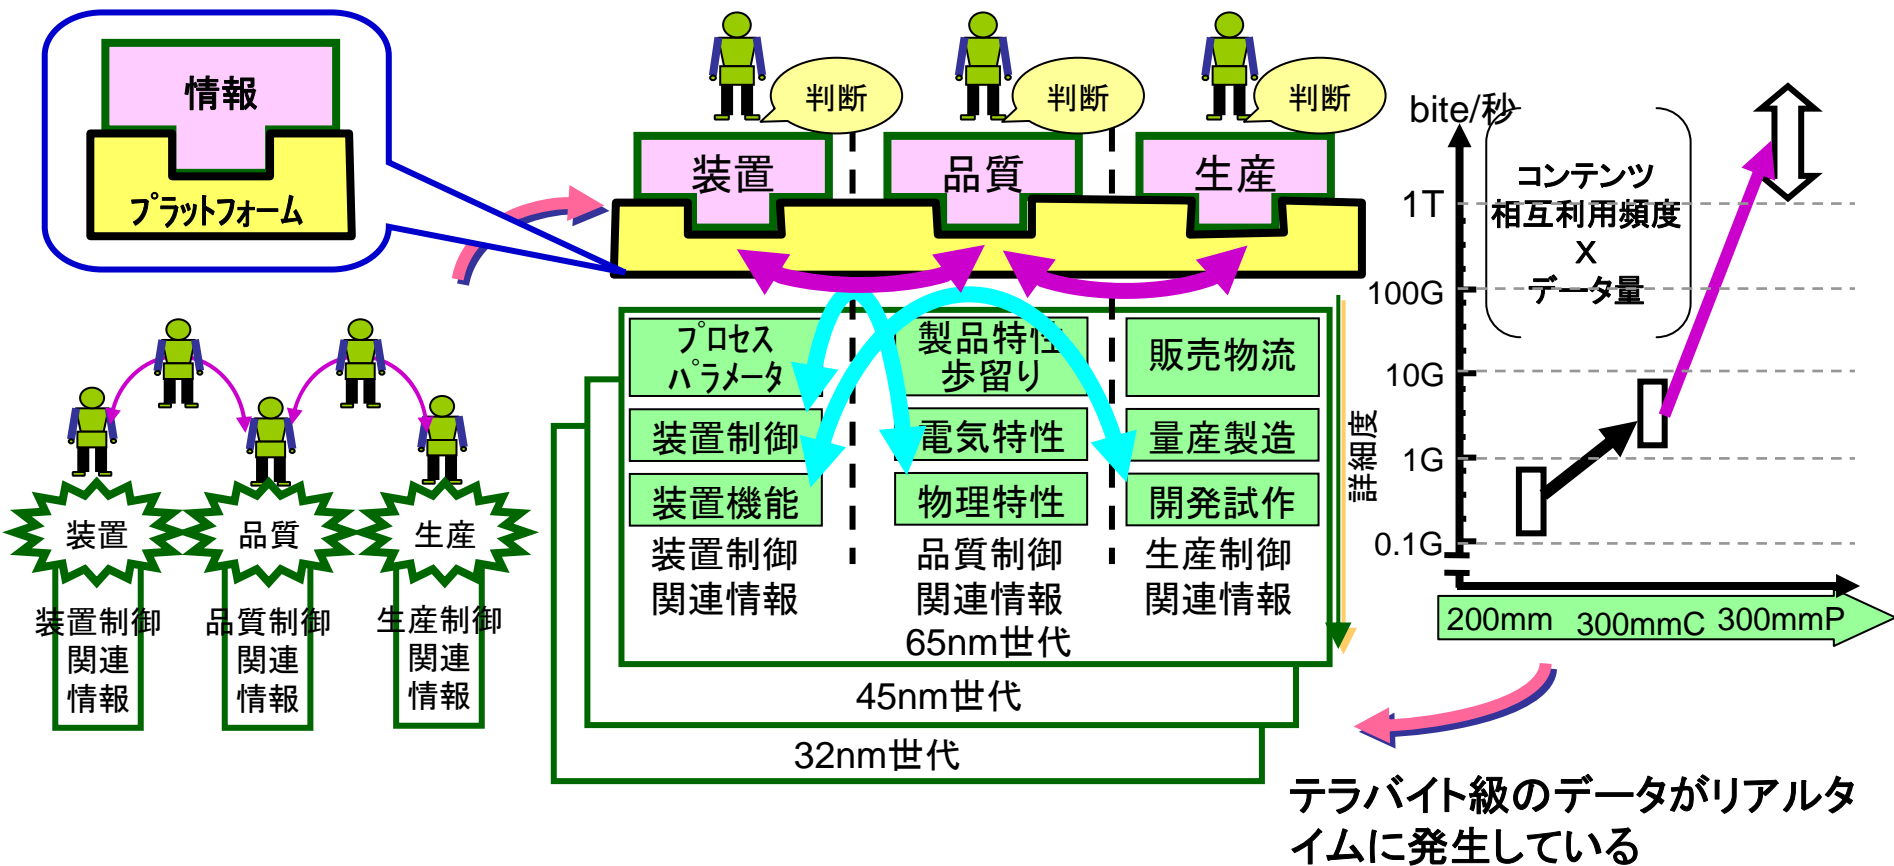 情報
プラットフォーム
判断
判断
判断
装置
品質
生産
プロセス
パラメータ
製品特性
歩留り
販売物流
装置制御
電気特性
量産製造
装置機能
物理特性
開発試作
装置制御
関連情報
品質制御
関連情報
生産制御
関連情報
65nm世代
45nm世代
32nm世代
詳細度
装置
品質
生産
装置制御
関連
情報
品質制御
関連
情報
生産制御
関連
情報
bite/秒
コンテンツ
相互利用頻度
X
データ量
1T
100G
10G
1G
0.1G
200mm
300mmC
300mmP
テラバイト級のデータがリアルタ
イムに発生している